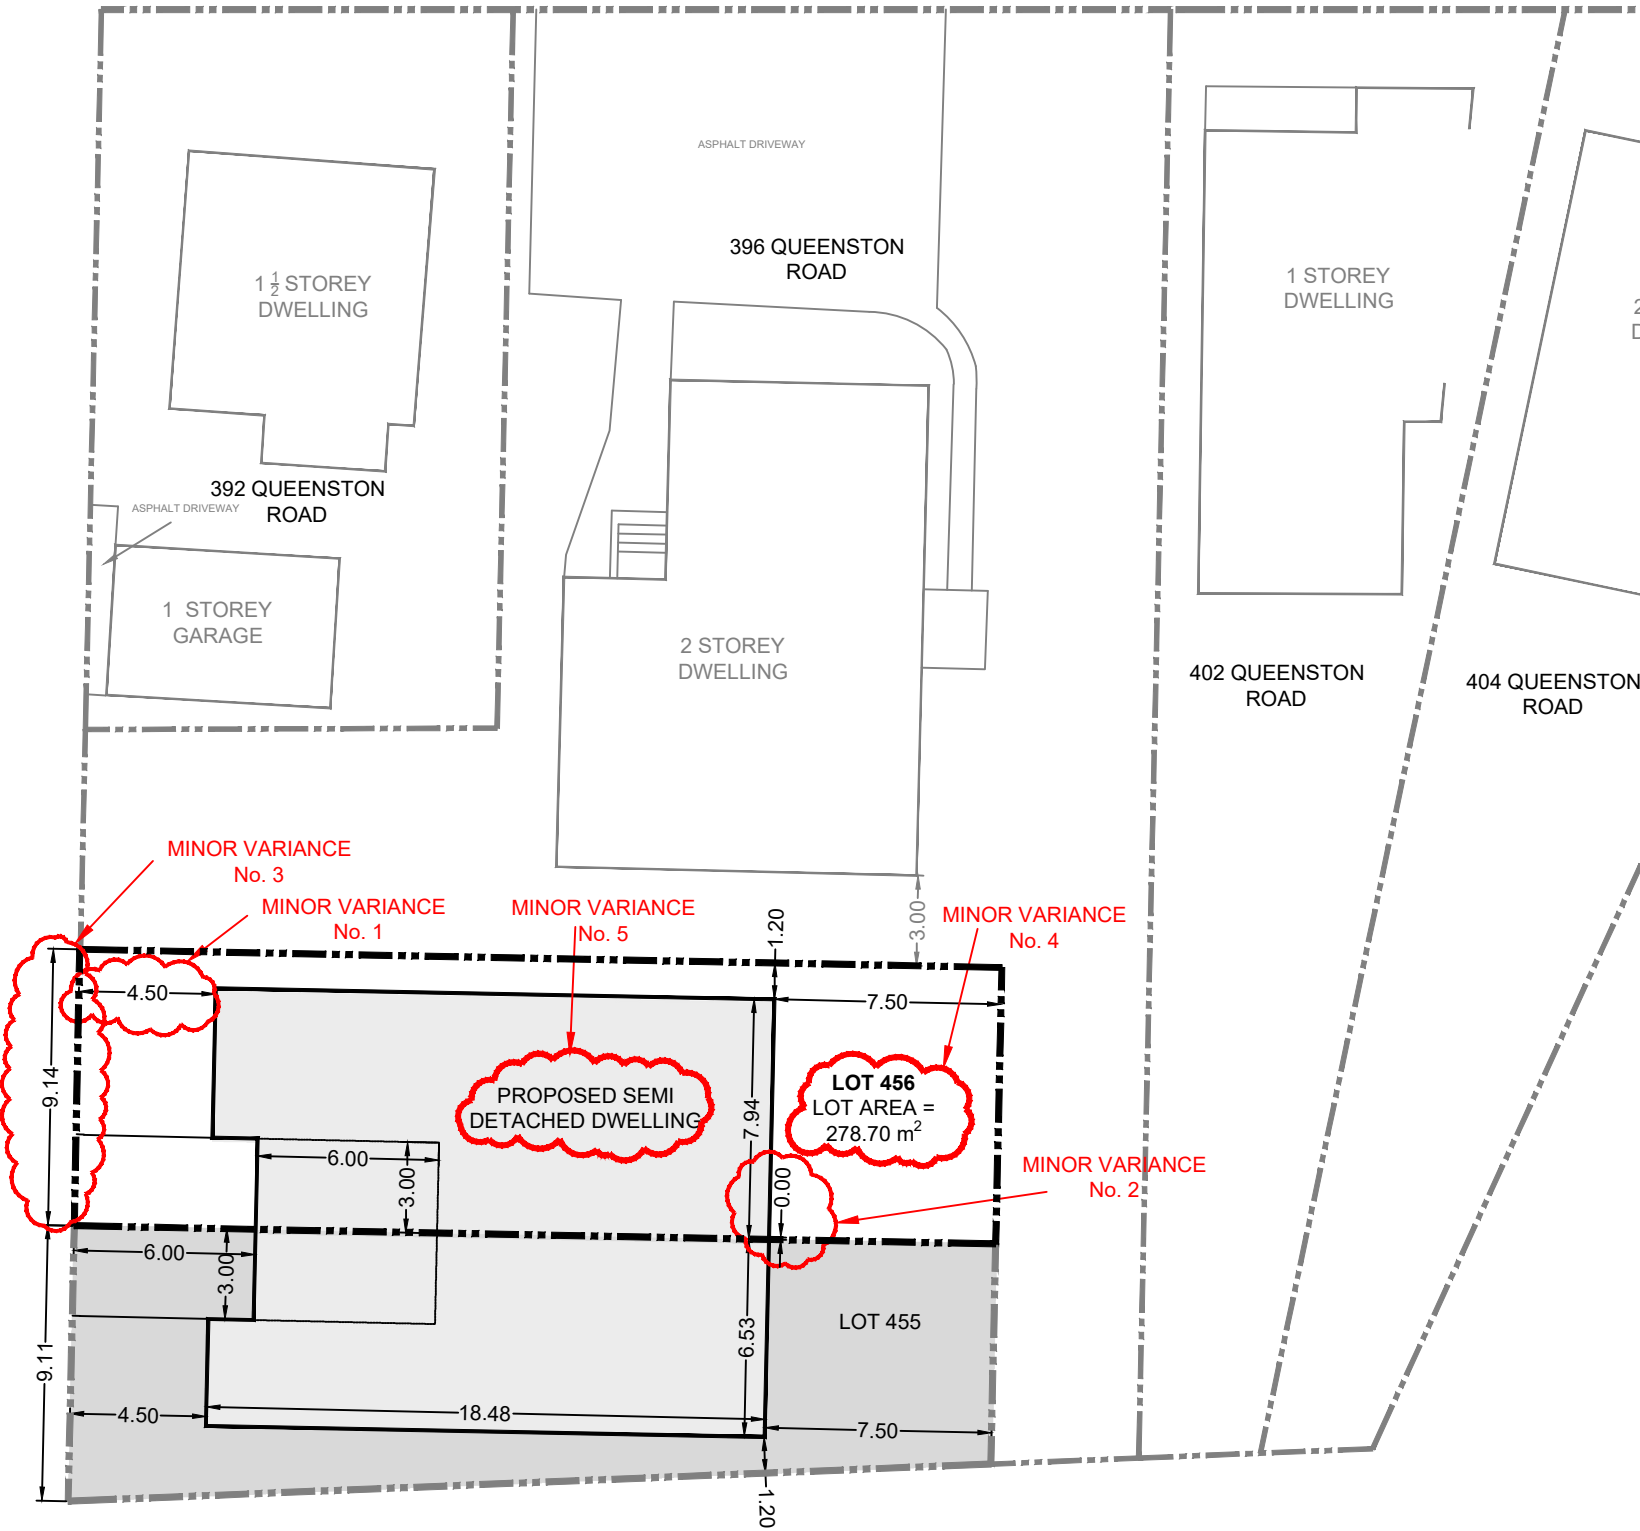 ASPHALT DRIVEWAY
396 QUEENSTON
ROAD
1 1/2 STOREY
DWELLING
1 STOREY
DWELLING
392 QUEENSTON
ROAD
ASPHALT DRIVEWAY
1 STOREY
GARAGE
2 STOREY
DWELLING
402 QUEENSTON
ROAD
404 QUEENSTON
ROAD
MINOR VARIANCE
No. 3
MINOR VARIANCE
No. 1
MINOR VARIANCE
No. 5
1.20
3.00
MINOR VARIANCE
No. 4
4.50
7.50
9.14
PROPOSED SEMI
DETACHED DWELLING
7.94
LOT 456
LOT AREA =
278.70 m²
6.00
3.00
0.00
MINOR VARIANCE
No. 2
6.00
3.00
LOT 455
6.53
9.11
4.50
18.48
7.50
1.20